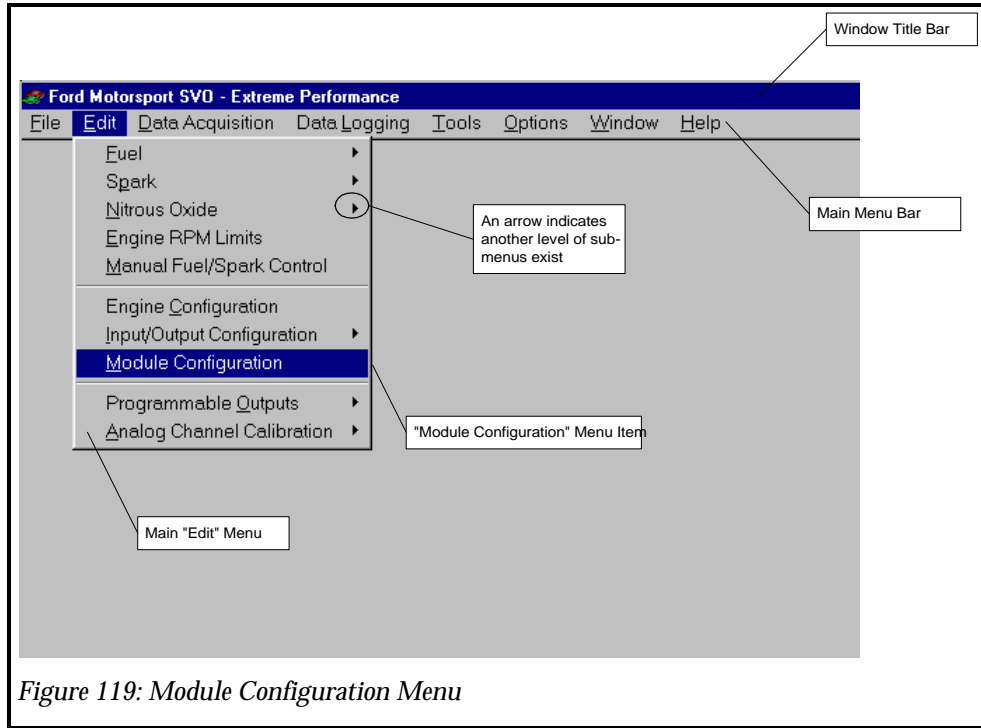 Window Title Bar
Ford Motorsport SVO - Extreme Performance
File Edit Data Acquisition Data Logging Tools Options Window Help
Fuel
Spark
Nitrous Oxide
Engine RPM Limits
Manual Fuel/Spark Control
Engine Configuration
Input/Output Configuration
Module Configuration
Programmable Outputs
Analog Channel Calibration
An arrow indicates
another level of sub-
menus exist
Main Menu Bar
"Module Configuration" Menu Item
Main "Edit" Menu
Figure 119: Module Configuration Menu